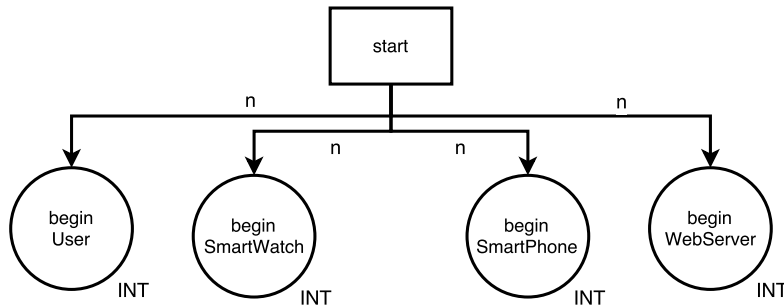 start
n
n
n
n
begin
User
begin
SmartWatch
begin
SmartPhone
begin
WebServer
INT
INT
INT
INT